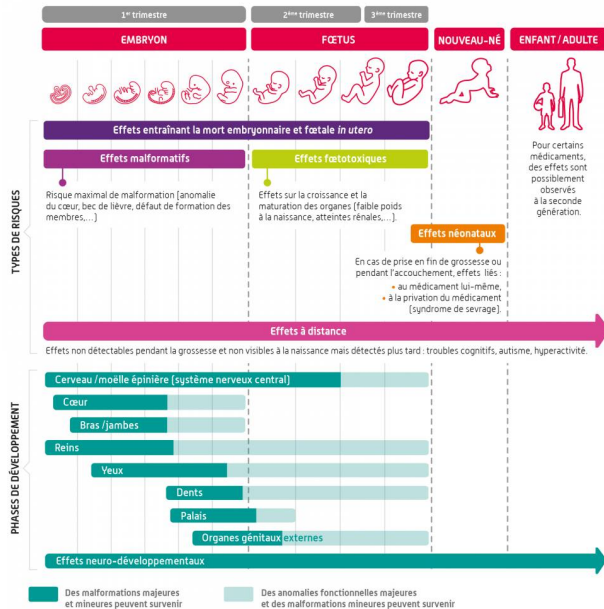 1er trimestre
2ème trimestre
3ème trimestre
EMBRYON
FŒTUS
NOUVEAU-NÉ
ENFANT/ADULTE
TYPES DE RISQUES
Effets entraînant la mort embryonnaire et fœtale in utero
Effets malformatifs
Effets fœtotoxiques
Risque maximal de malformation (anomalie
du cœur, bec de lièvre, défaut de formation des
membres,...)
Effets sur la croissance et la
maturation des organes (faible poids
à la naissance, atteintes rénales,...).
Pour certains
médicaments,
des effets sont
possiblement
observés
à la seconde
génération.
Effets néonataux
En cas de prise en fin de grossesse ou
pendant l'accouchement, effets liés :
• au médicament lui-même,
• à la privation du médicament
(syndrome de sevrage).
Effets à distance
Effets non détectables pendant la grossesse et non visibles à la naissance mais détectés plus tard : troubles cognitifs, autisme, hyperactivité.
PHASES DE DÉVELOPPEMENT
Cerveau /moëlle épinière (système nerveux central)
Cœur
Bras /jambes
Reins
Yeux
Dents
Palais
Organes génitaux externes
Effets neuro-développementaux
Des malformations majeures
et mineures peuvent survenir
Des anomalies fonctionnelles majeures
et des malformations mineures peuvent survenir